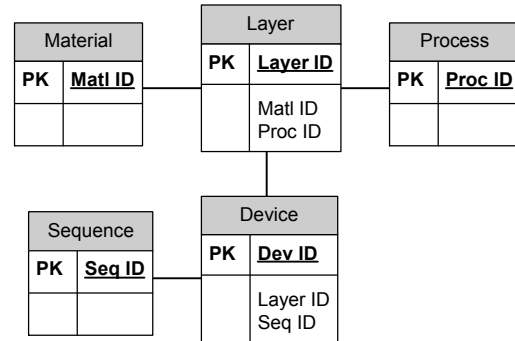 Material
PK Matl ID
Layer
PK Layer ID
Matl ID
Proc ID
Process
PK Proc ID
Sequence
PK Seq ID
Device
PK Dev ID
Layer ID
Seq ID